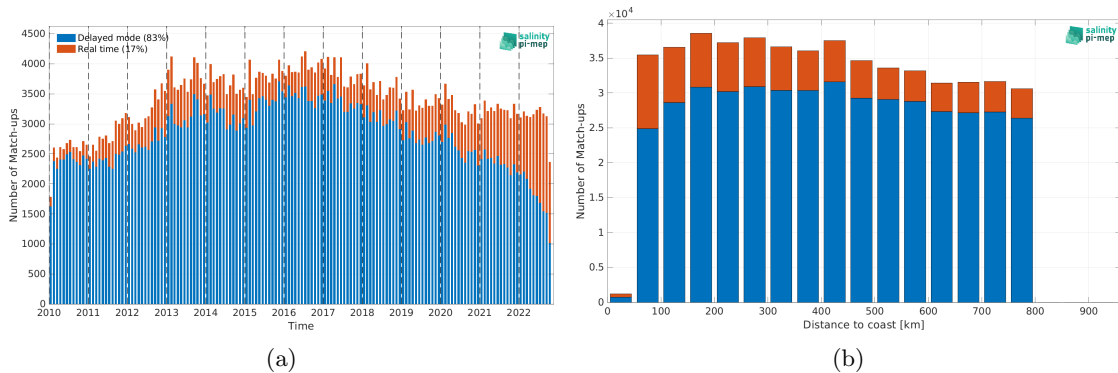 Delayed mode (83%)
Real time (17%)
salinity
pi-mep
Number of Match-ups
4500
4000
3500
3000
2500
2000
1500
1000
500
0
2010 2011 2012 2013 2014 2015 2016 2017 2018 2019 2020 2021 2022
Time
(a)
×10⁴
salinity
pi-mep
Number of Match-ups
4
3.5
3
2.5
2
1.5
1
0.5
0
0 100 200 300 400 500 600 700 800 900
Distance to coast [km]
(b)